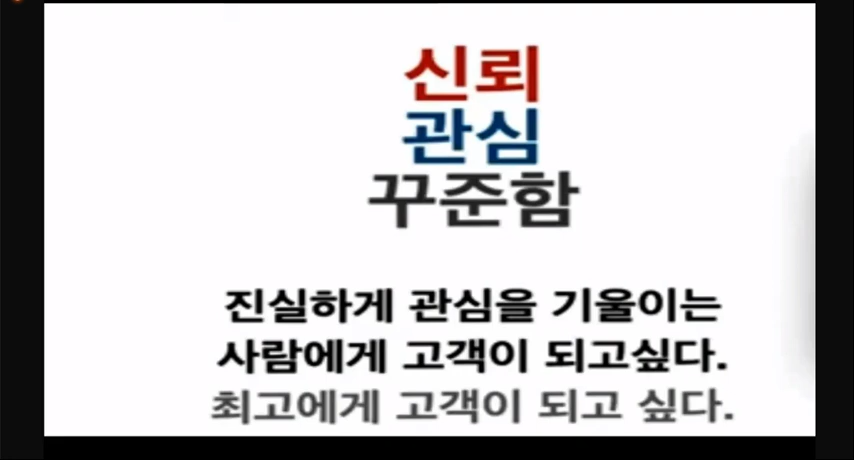 신뢰
관심
꾸준함
진실하게 관심을 기울이는
사람에게 고객이 되고싶다.
최고에게 고객이 되고 싶다.